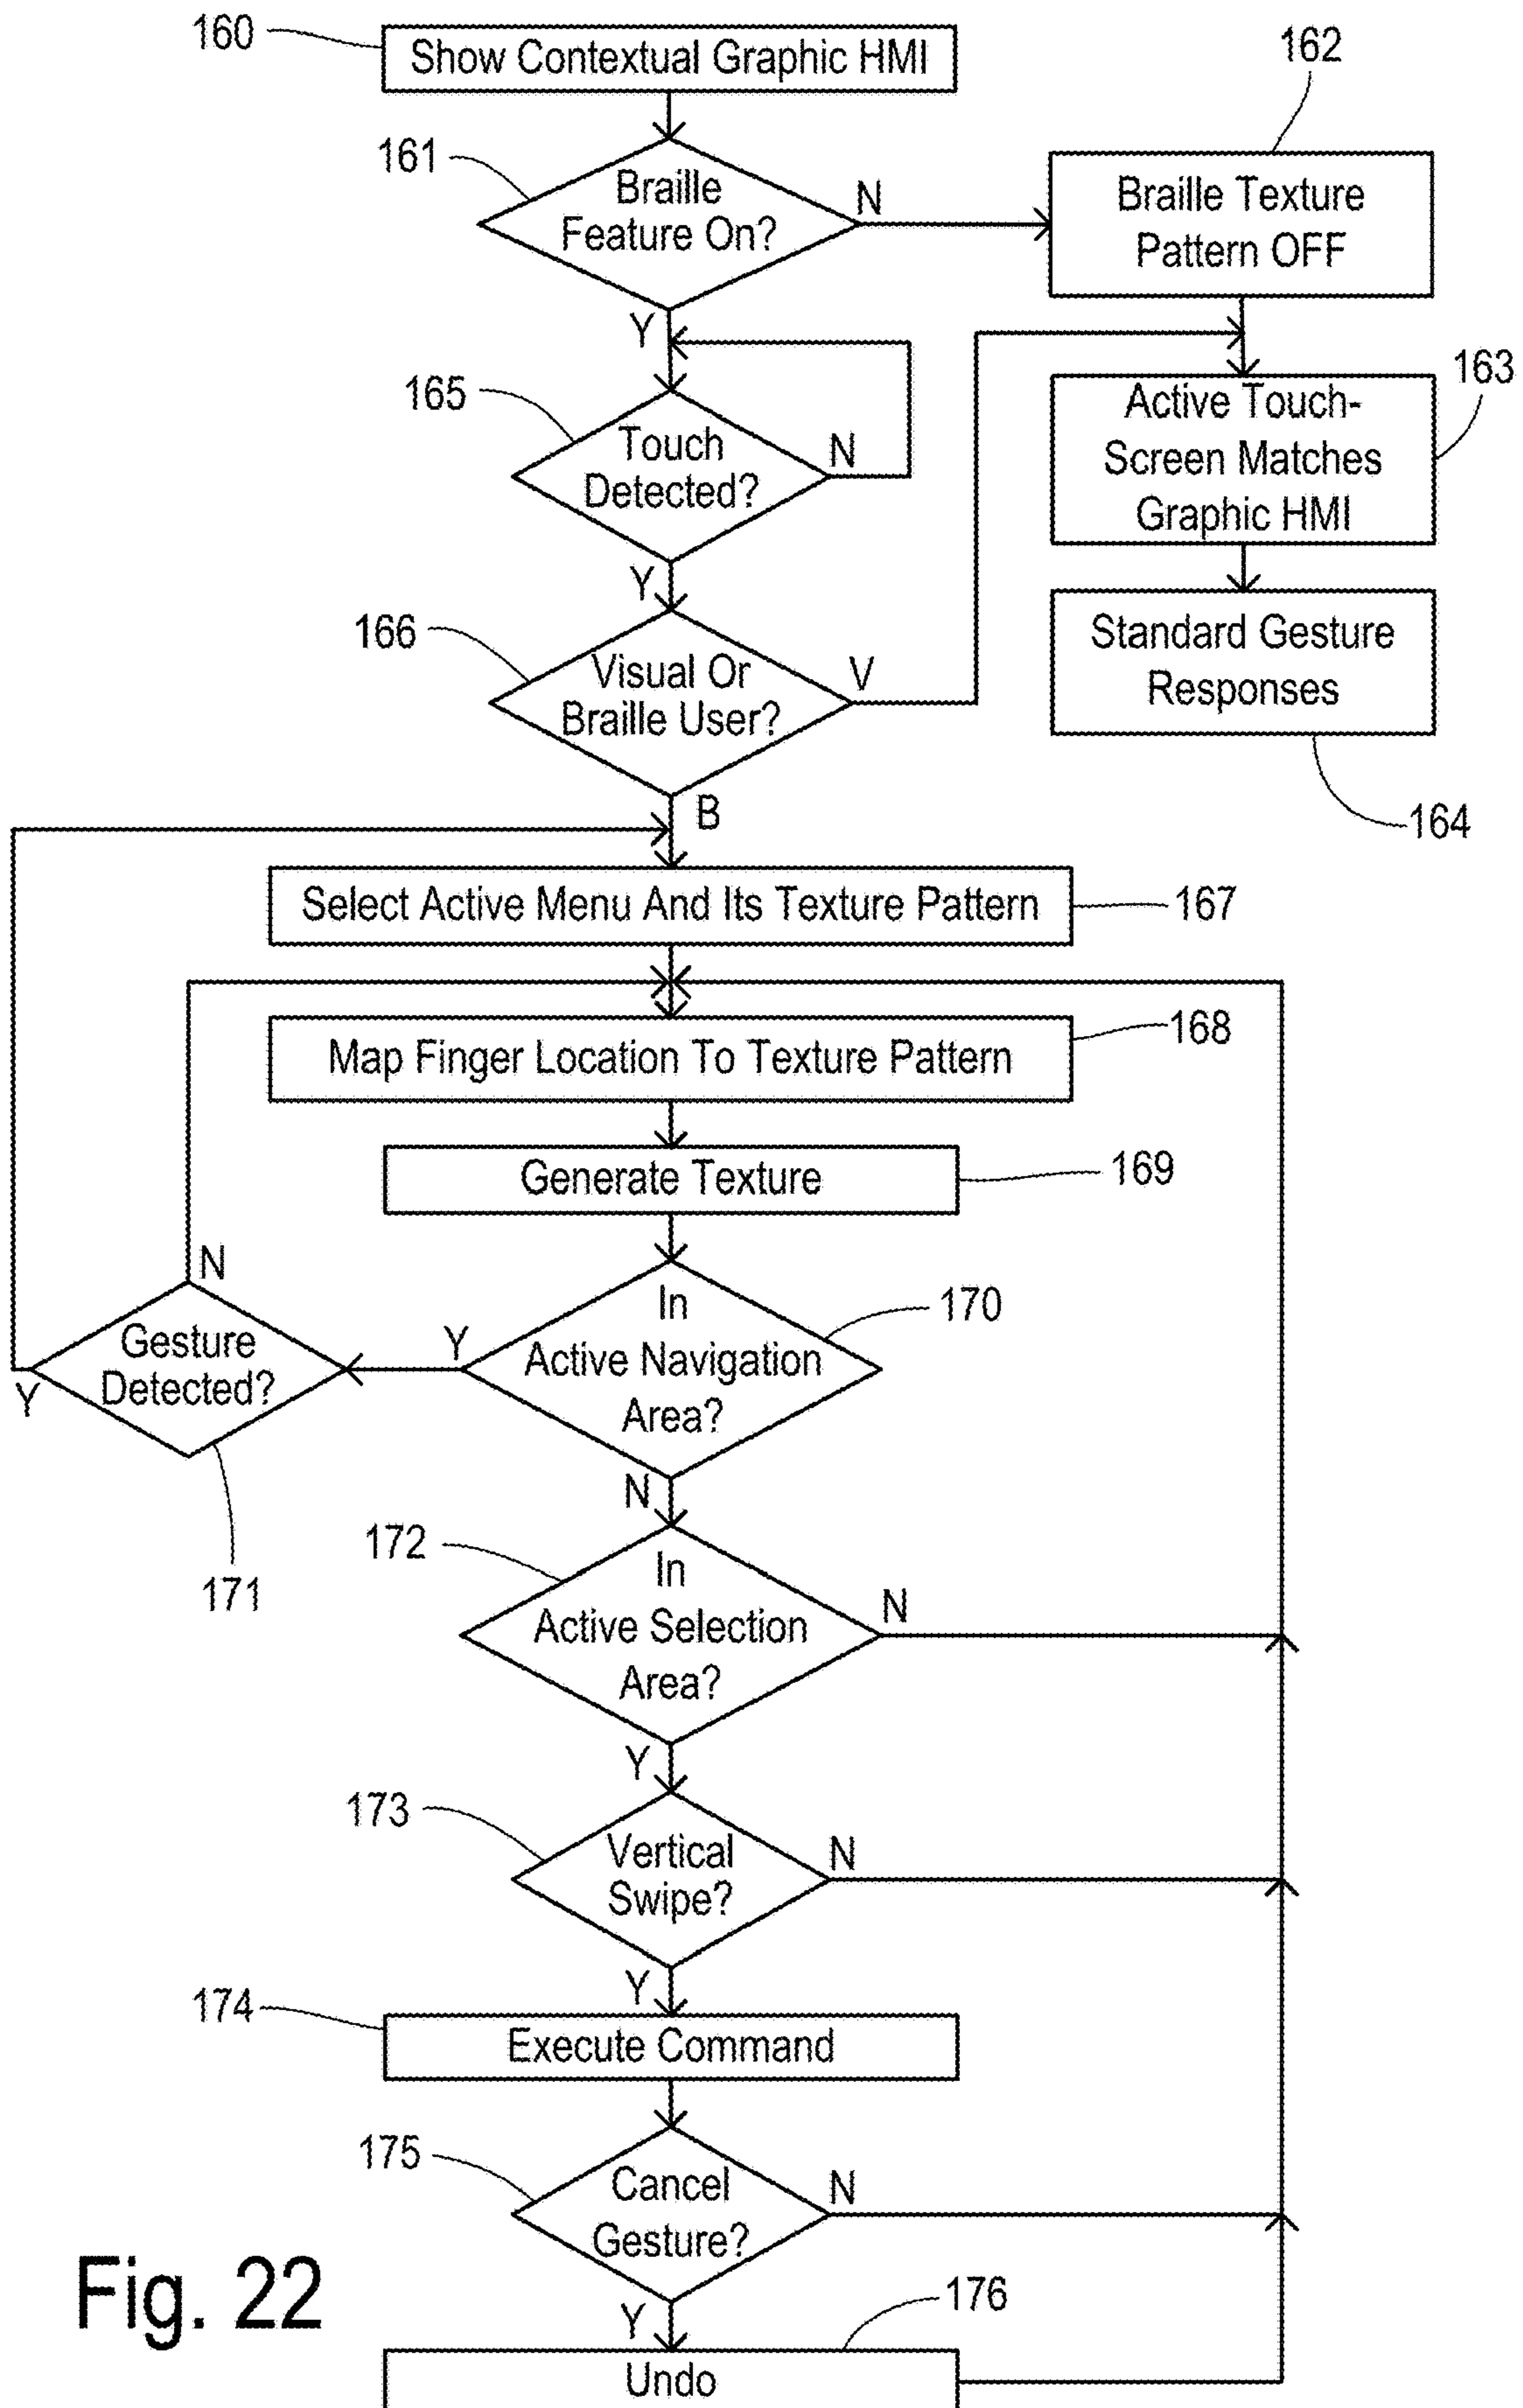 160
Show Contextual Graphic HMI
162
161
Braille
Feature On?
N
Braille Texture
Pattern OFF
Y
165
Touch
Detected?
N
Active Touch-
Screen Matches
Graphic HMI
163
Y
166
Visual Or
Braille User?
V
Standard Gesture
Responses
164
B
Select Active Menu And Its Texture Pattern
167
Map Finger Location To Texture Pattern
168
Generate Texture
169
N
Gesture
Detected?
Y
171
Y
In
Active Navigation
Area?
170
N
172
In
Active Selection
Area?
N
Y
173
Vertical
Swipe?
N
Y
174
Execute Command
175
Cancel
Gesture?
N
Y
176
Undo
Fig. 22